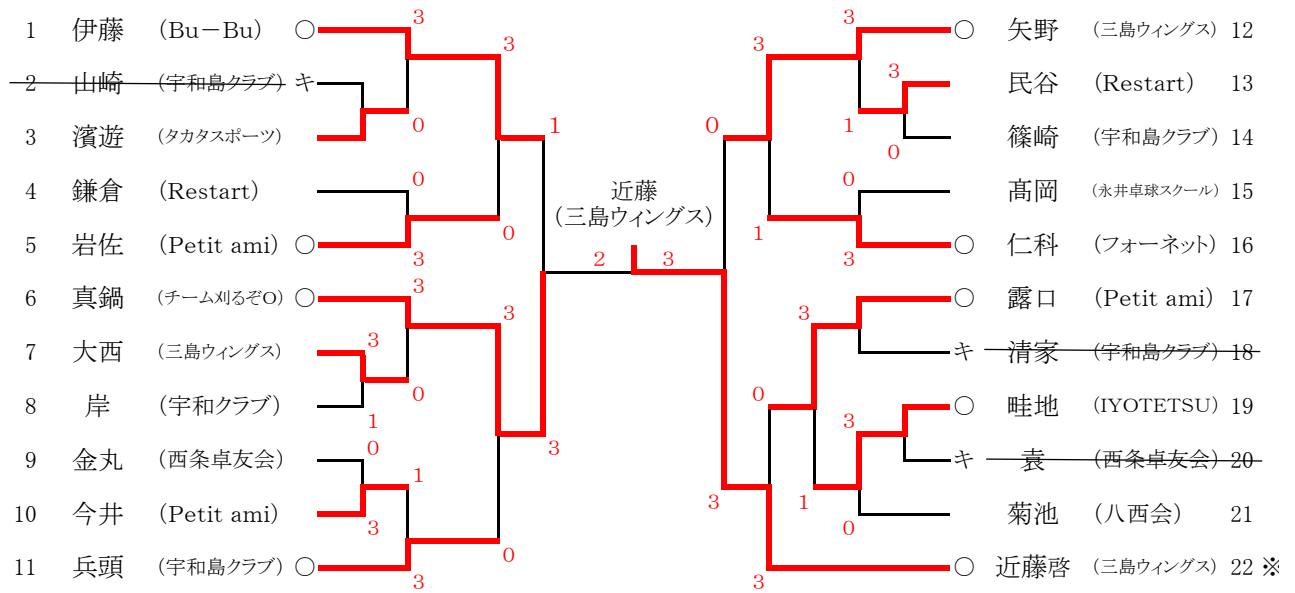 1 伊藤 (Bu－Bu) ○
2 山崎 (宇和島クラブ) キ
3 濱遊 (タカタスポーツ)
4 鎌倉 (Restart)
5 岩佐 (Petit ami) ○
6 真鍋 (チーム刈るぞO) ○
7 大西 (三島ウィングス)
8 岸 (宇和クラブ)
9 金丸 (西条卓友会)
10 今井 (Petit ami)
11 兵頭 (宇和島クラブ) ○
3
3
0
1
0
0
3
3
3
3
0
1
0
3
1
3
0
3
近藤
(三島ウィングス)
2 3
3
3
3
0
1
0
0
1
3
3
0
3
3
1
0
3
○ 矢野 (三島ウィングス) 12
民谷 (Restart) 13
篠崎 (宇和島クラブ) 14
髙岡 (永井卓球スクール) 15
○ 仁科 (フォーネット) 16
○ 露口 (Petit ami) 17
キ 清家 (宇和島クラブ) 18
○ 畦地 (IYOTETSU) 19
キ 袁 (西条卓友会) 20
菊池 (八西会) 21
○ 近藤啓 (三島ウィングス) 22 ※